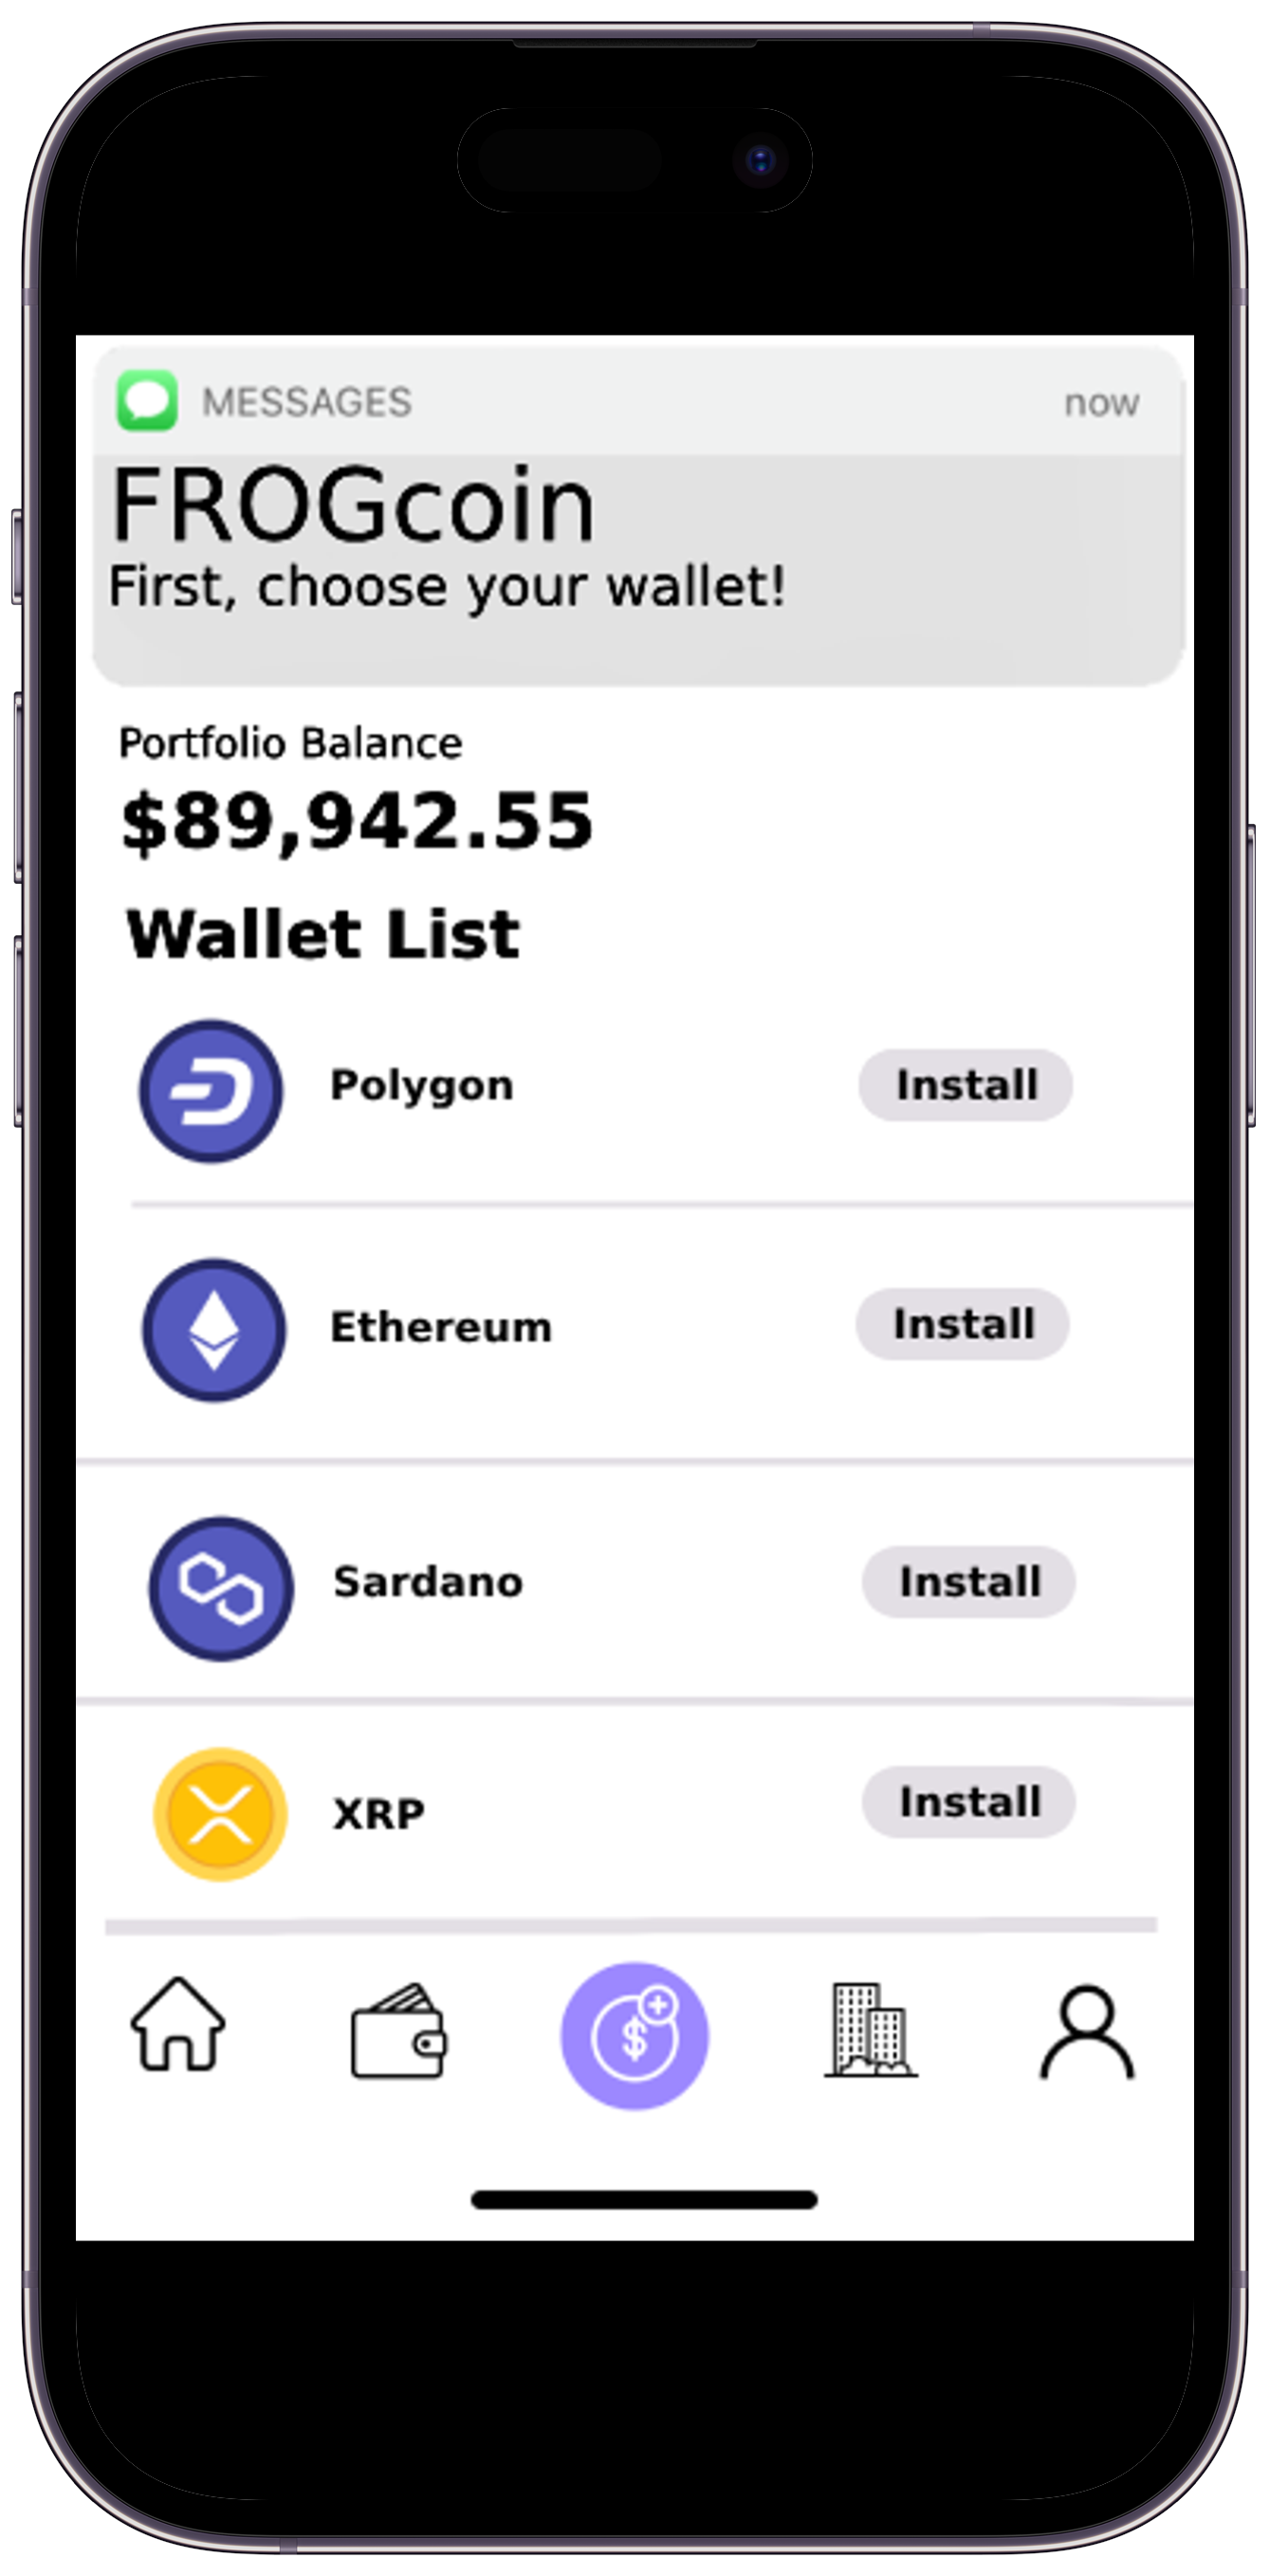 MESSAGES now
FROGcoin
First, choose your wallet!
Portfolio Balance
$89,942.55
Wallet List
Polygon Install
Ethereum Install
Sardano Install
XRP Install